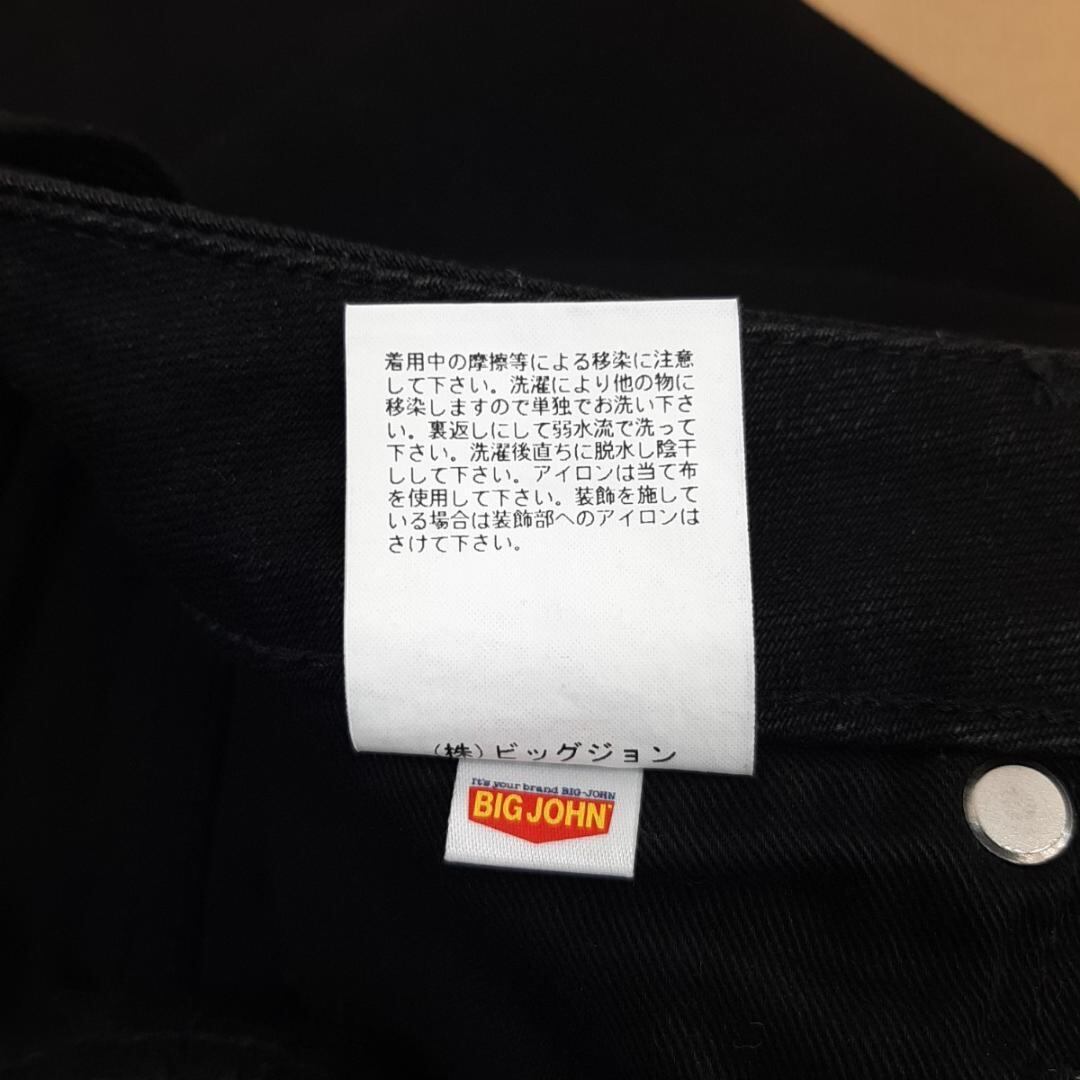 着用中の摩擦等による移染に注意
して下さい。洗濯により他の物に
移染しますので単独でお洗い下さ
い。裏返しにして弱水流で洗って
下さい。洗濯後直ちに脱水し陰干
しして下さい。アイロンは当て布
を使用して下さい。装飾を施して
いる場合は装飾部へのアイロンは
さけて下さい。
(株)ビッグジョン
It's your brand BIG-JOHN
BIG JOHN